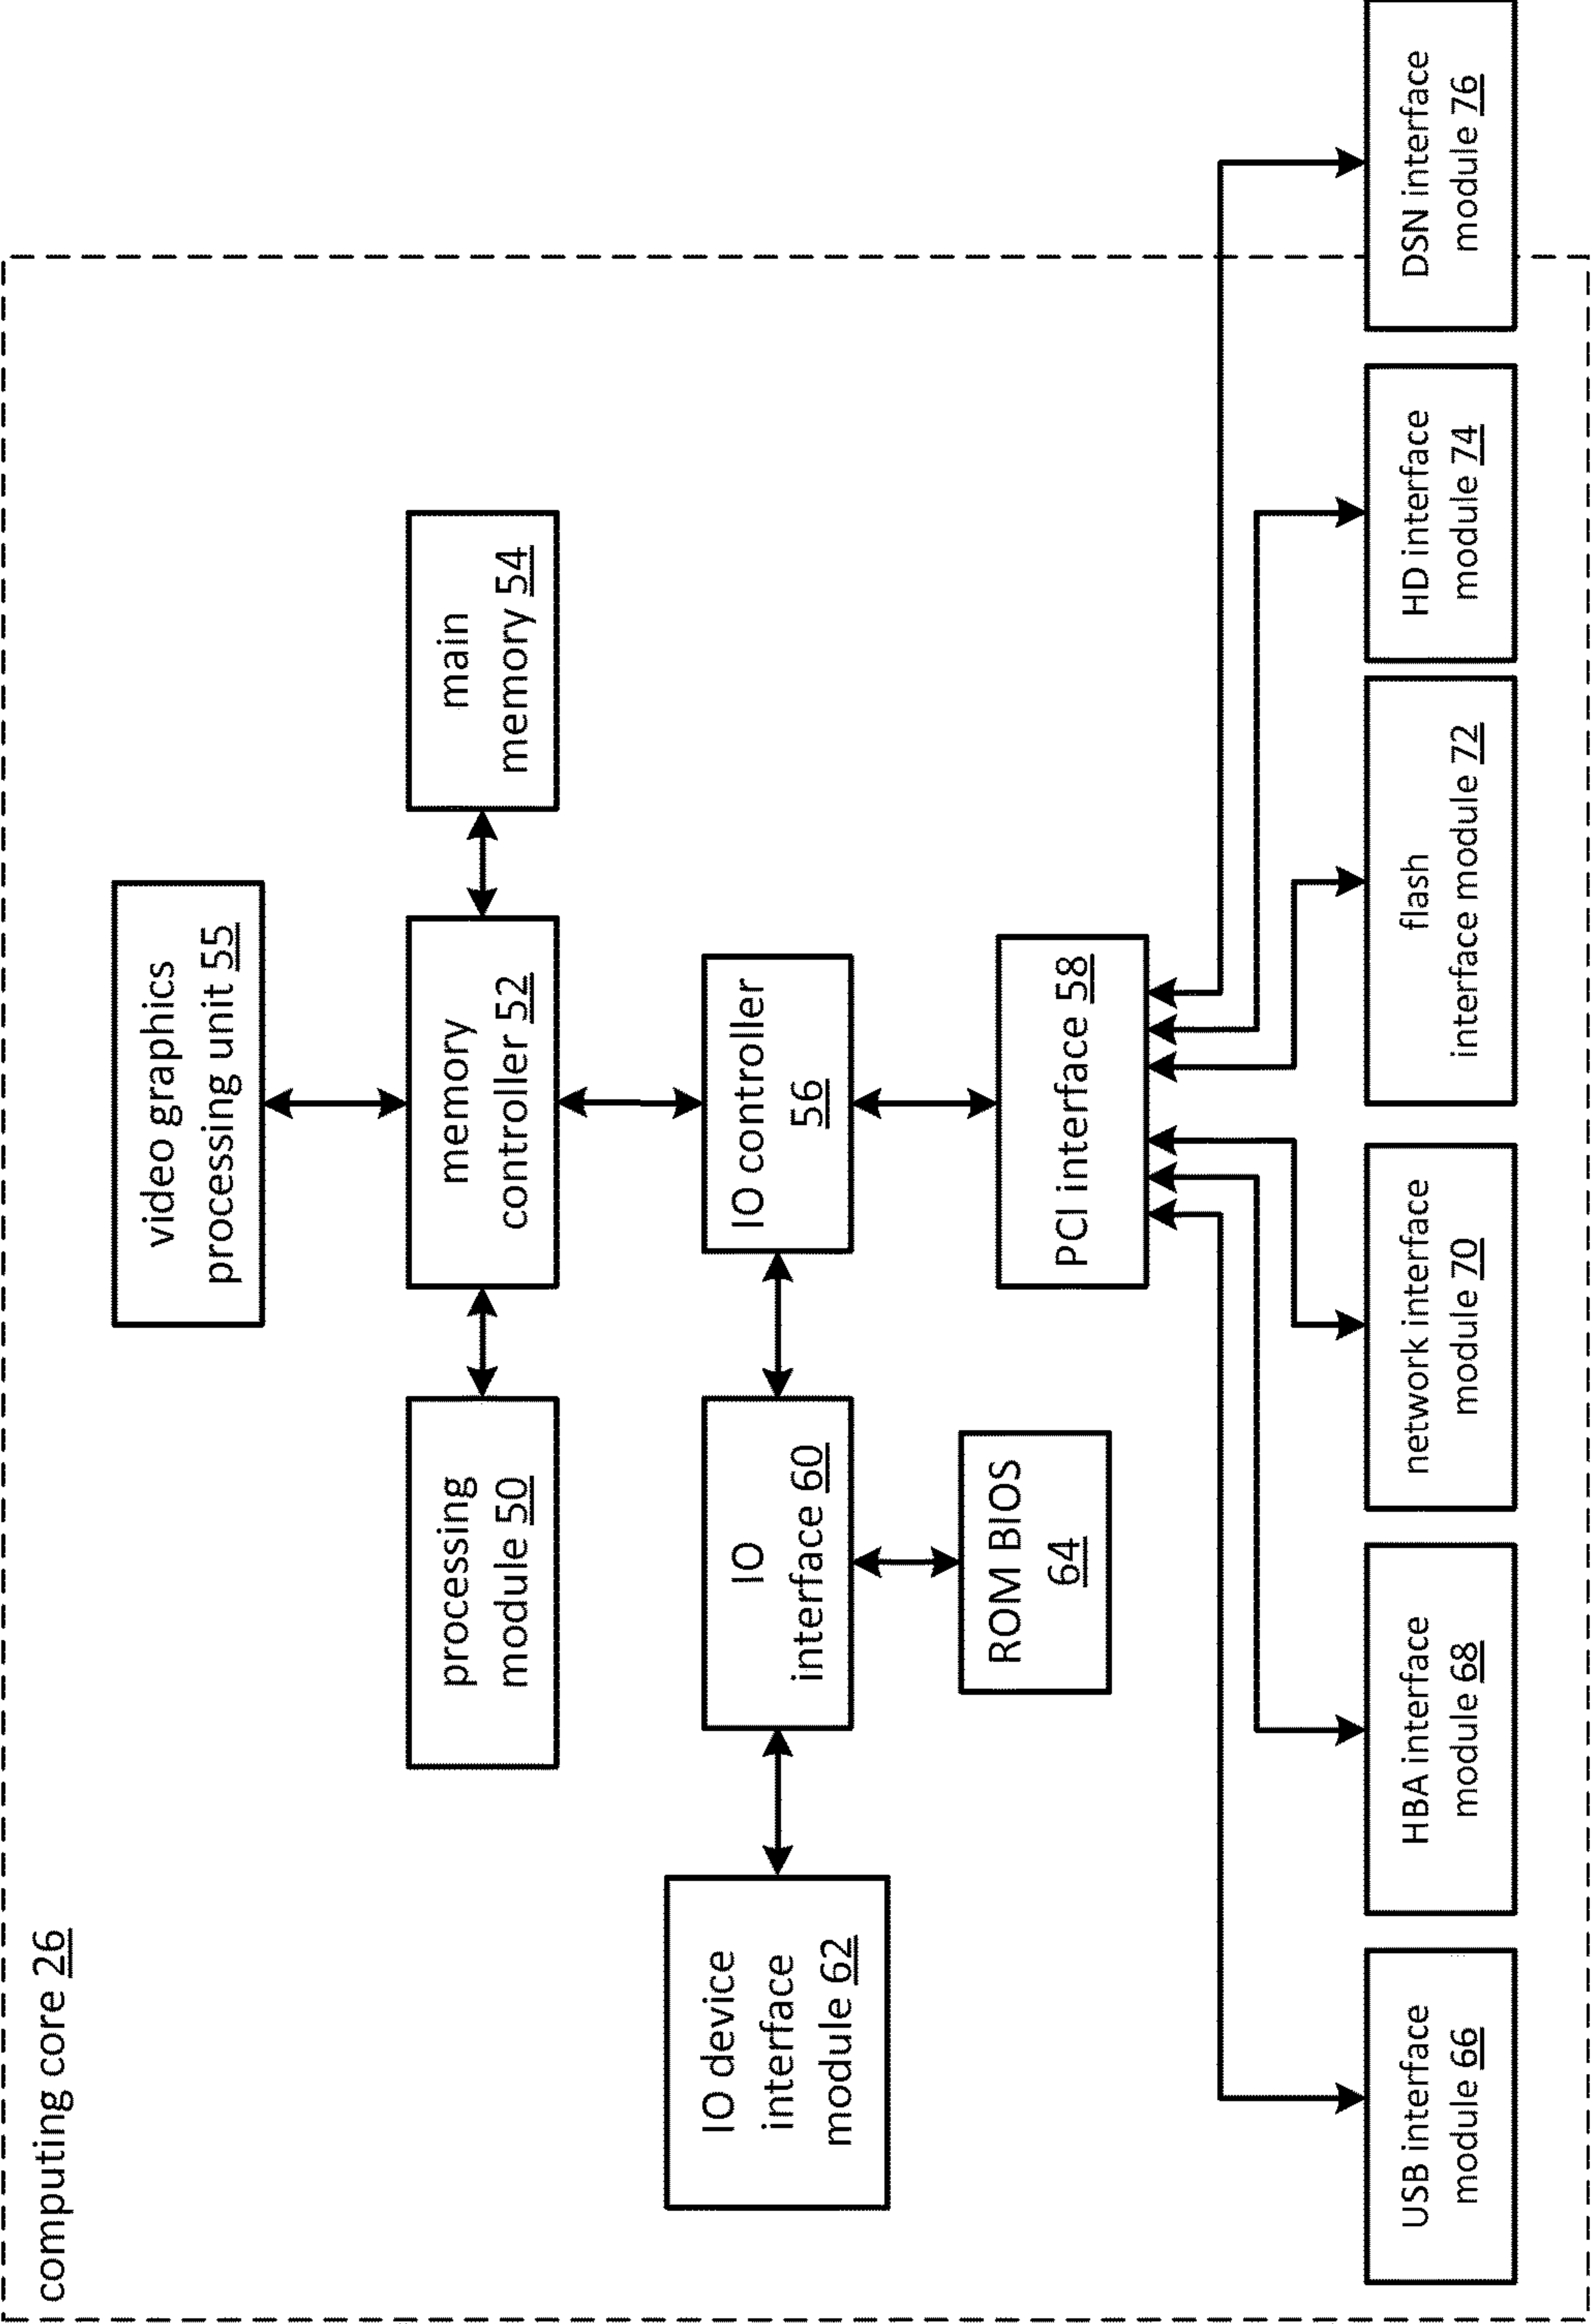 computing core 26
video graphics
processing unit 55
processing
module 50
memory
controller 52
main
memory 54
IO device
interface
module 62
IO
interface 60
IO controller
56
ROM BIOS
64
PCI interface 58
USB interface
module 66
HBA interface
module 68
network interface
module 70
flash
interface module 72
HD interface
module 74
DSN interface
module 76